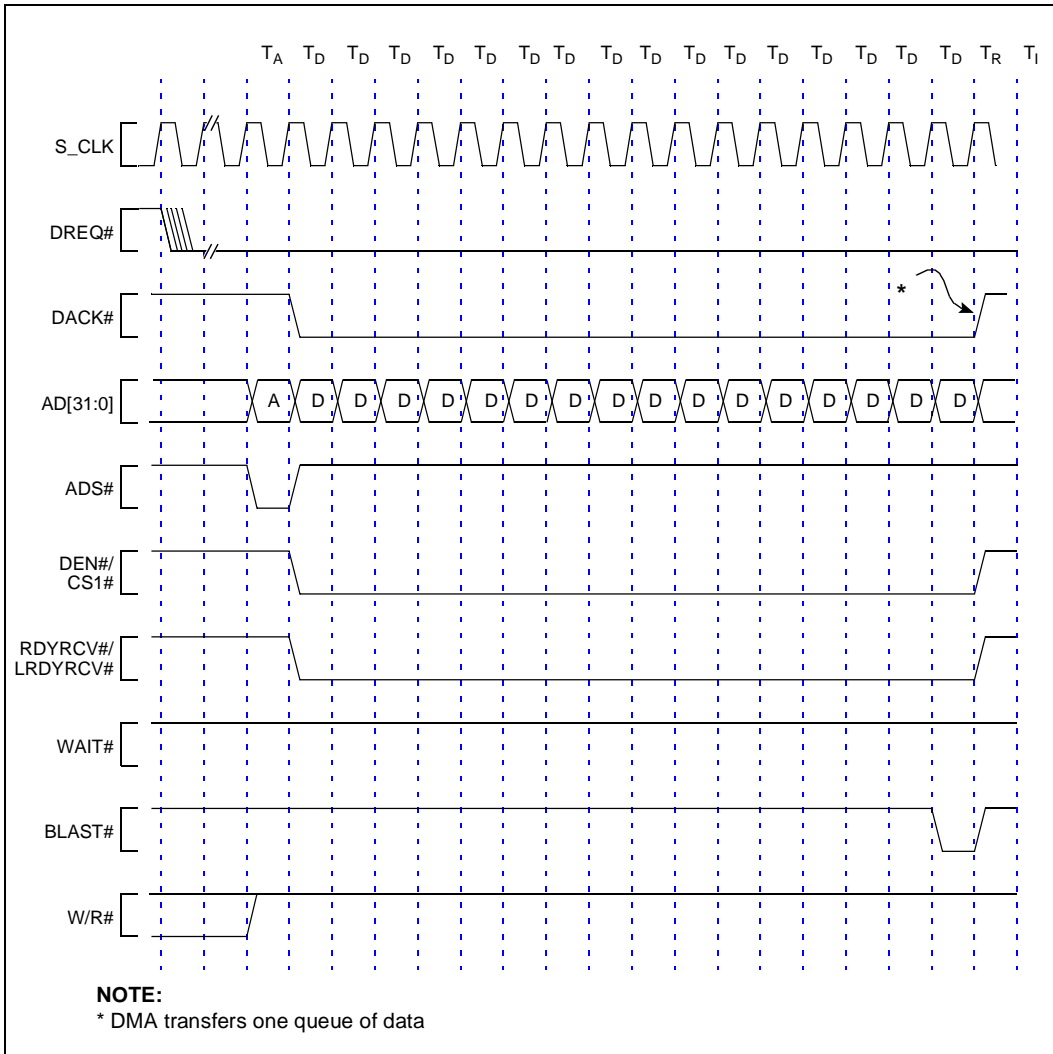 TA TD TD TD TD TD TD TD TD TD TD TD TD TD TD TD TD TR TI
S_CLK
DREQ#
DACK#
*
AD[31:0] A D D D D D D D D D D D D D D D D
ADS#
DEN#/
CS1#
RDYRCV#/
LRDYRCV#
WAIT#
BLAST#
W/R#
NOTE:
* DMA transfers one queue of data